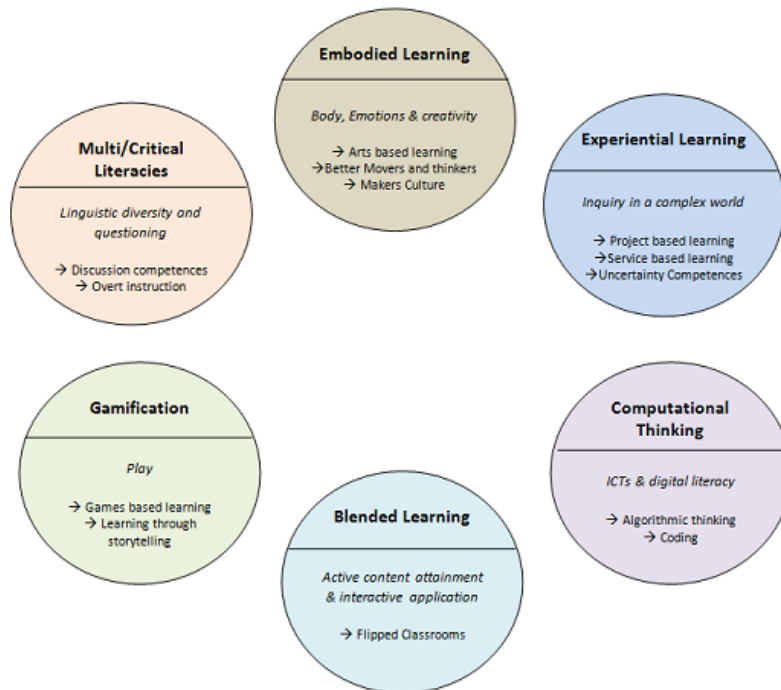 Embodied Learning
Body, Emotions & creativity
→ Arts based learning
→Better Movers and thinkers
→ Makers Culture
Multi/Critical
Literacies
Linguistic diversity and
questioning
→ Discussion competences
→ Overt instruction
Experiential Learning
Inquiry in a complex world
→ Project based learning
→Service based learning
→Uncertainty Competences
Gamification
Play
→ Games based learning
→ Learning through
storytelling
Blended Learning
Active content attainment
& interactive application
→ Flipped Classrooms
Computational
Thinking
ICTs & digital literacy
→ Algorithmic thinking
→ Coding